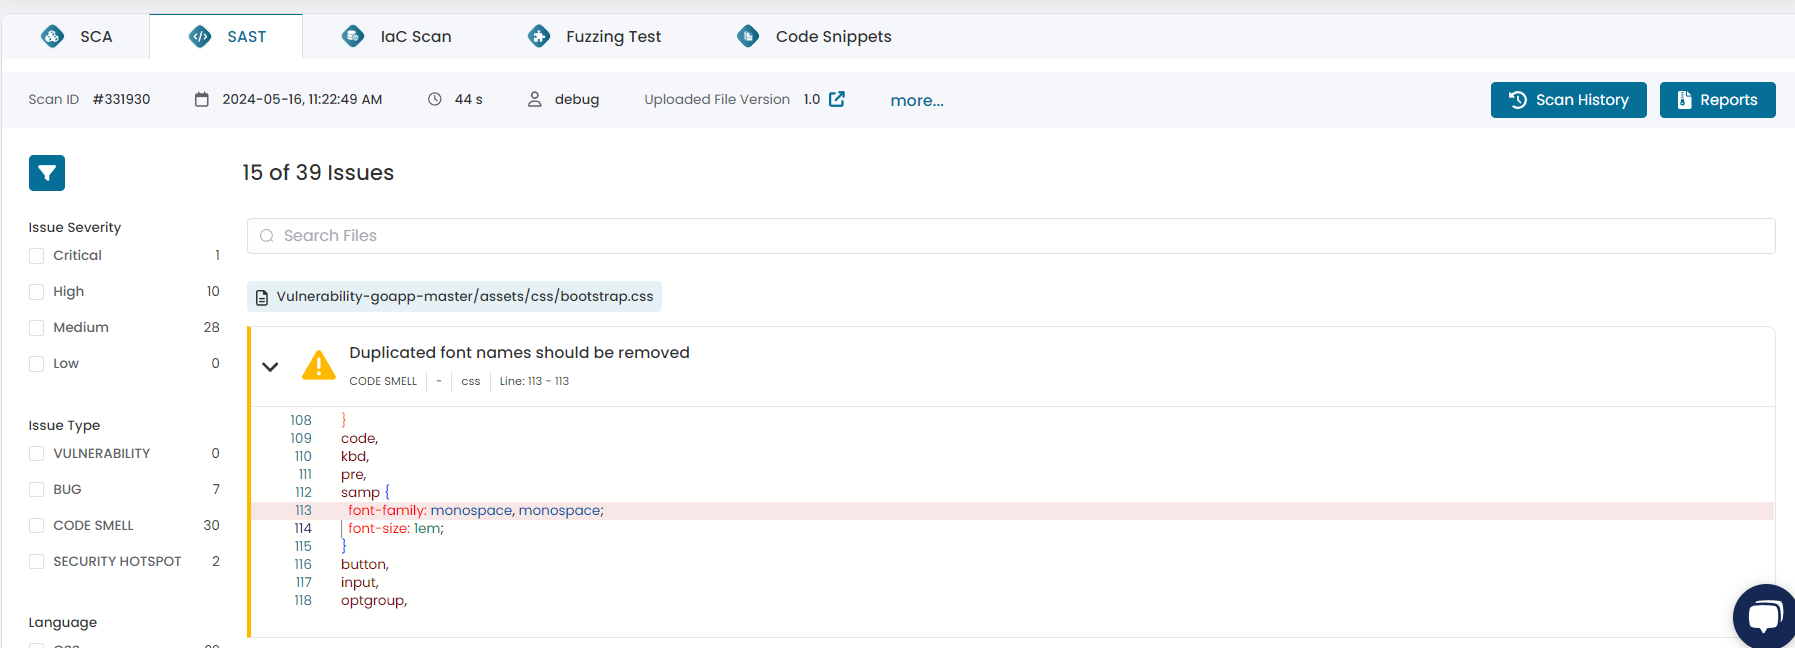 SCA SAST IaC Scan Fuzzing Test Code Snippets
Scan ID #331930 2024-05-16, 11:22:49 AM 44 s debug Uploaded File Version 1.0 more... Scan History Reports
15 of 39 Issues
Issue Severity
Critical 1
High 10
Medium 28
Low 0
Issue Type
VULNERABILITY 0
BUG 7
CODE SMELL 30
SECURITY HOTSPOT 2
Language
Search Files
Vulnerability-goapp-master/assets/css/bootstrap.css
Duplicated font names should be removed
CODE SMELL - css Line: 113 - 113
108 }
109 code,
110 kbd,
111 pre,
112 samp {
113 font-family: monospace, monospace;
114 font-size: 1em;
115 }
116 button,
117 input,
118 optgroup,